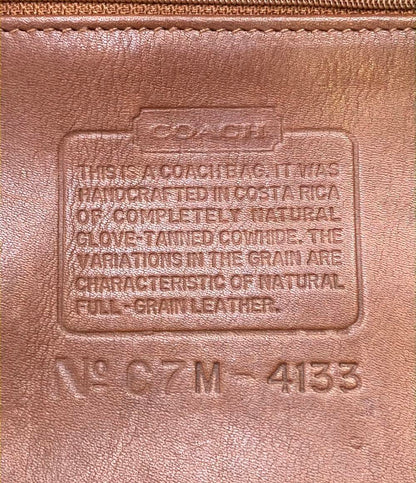 COACH
THIS IS A COACH BAG. IT WAS
HANDCRAFTED IN COSTA RICA
OF COMPLETELY NATURAL
GLOVE-TANNED COWHIDE. THE
VARIATIONS IN THE GRAIN ARE
CHARACTERISTIC OF NATURAL
FULL-GRAIN LEATHER.
Nº C7M-4133